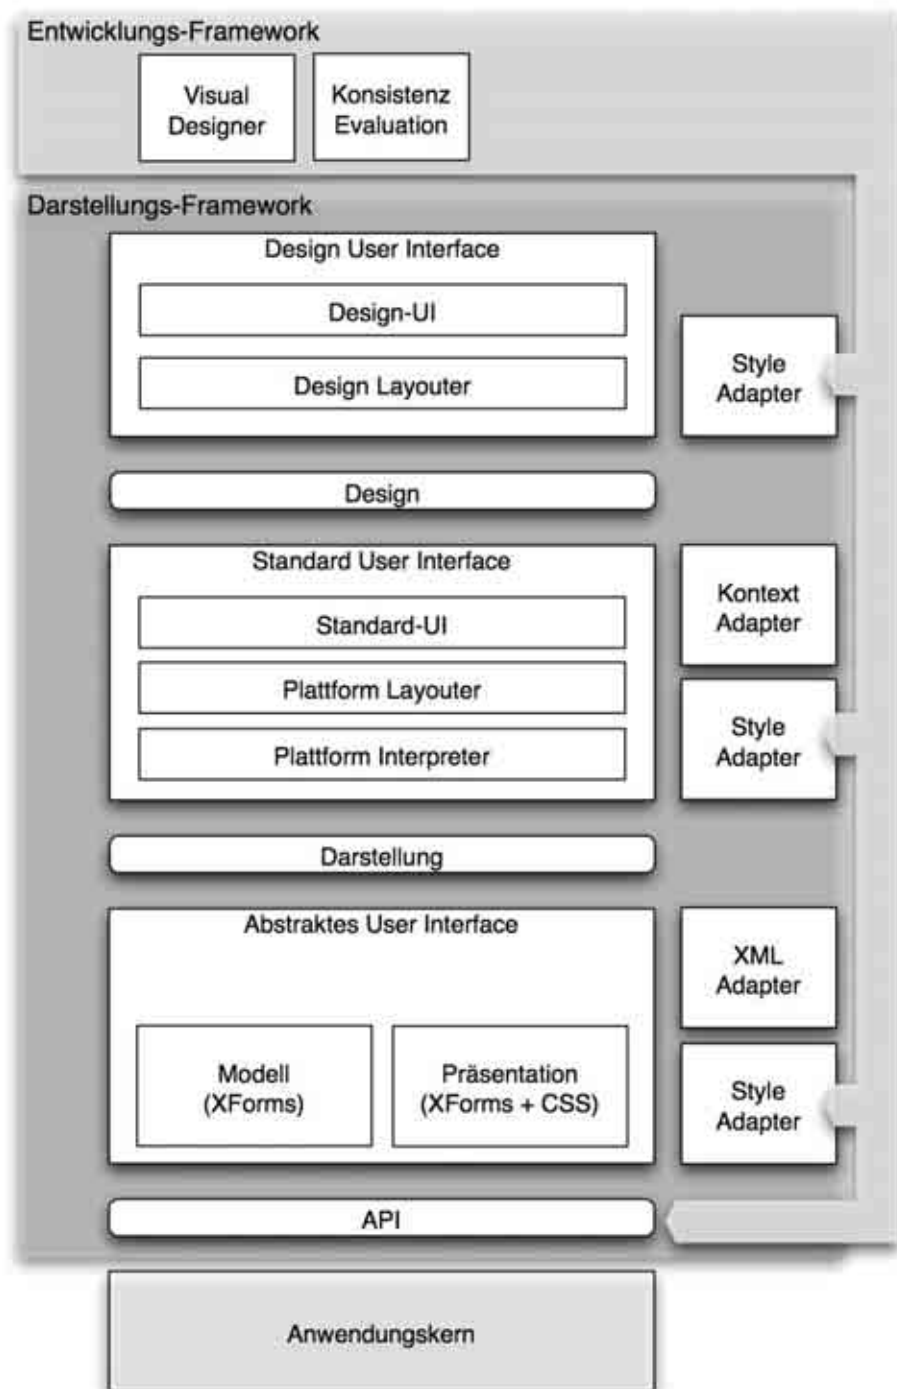 Entwicklungs-Framework
Visual
Designer
Konsistenz
Evaluation
Darstellungs-Framework
Design User Interface
Design-UI
Design Layouter
Style
Adapter
Design
Standard User Interface
Standard-UI
Plattform Layouter
Plattform Interpreter
Kontext
Adapter
Style
Adapter
Darstellung
Abstraktes User Interface
Modell
(XForms)
Präsentation
(XForms + CSS)
XML
Adapter
Style
Adapter
API
Anwendungskern